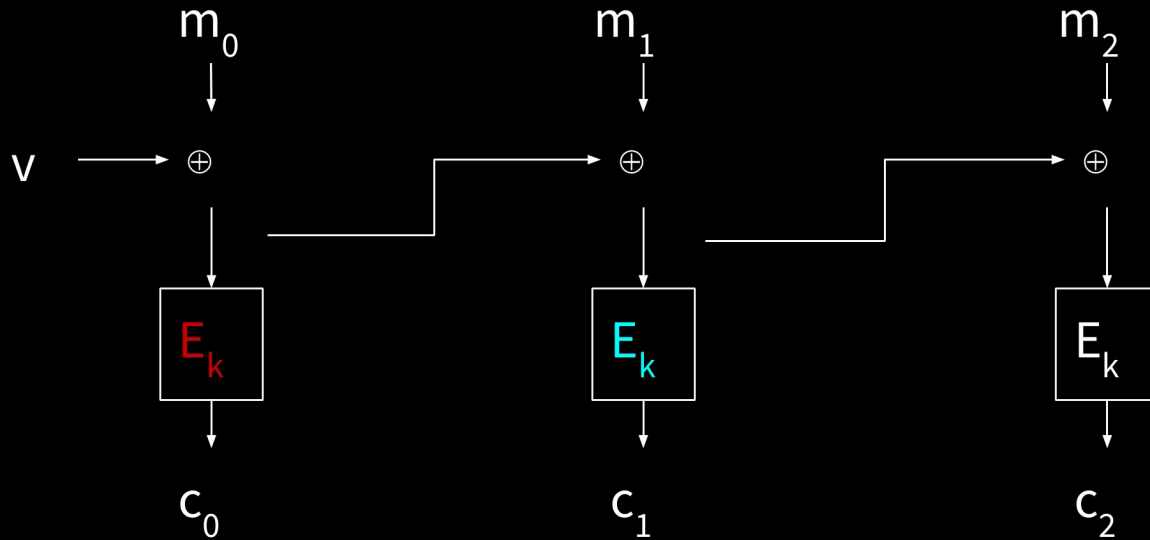 m₀ m₁ m₂
v ⊕ ⊕ ⊕
Eₖ Eₖ Eₖ
c₀ c₁ c₂